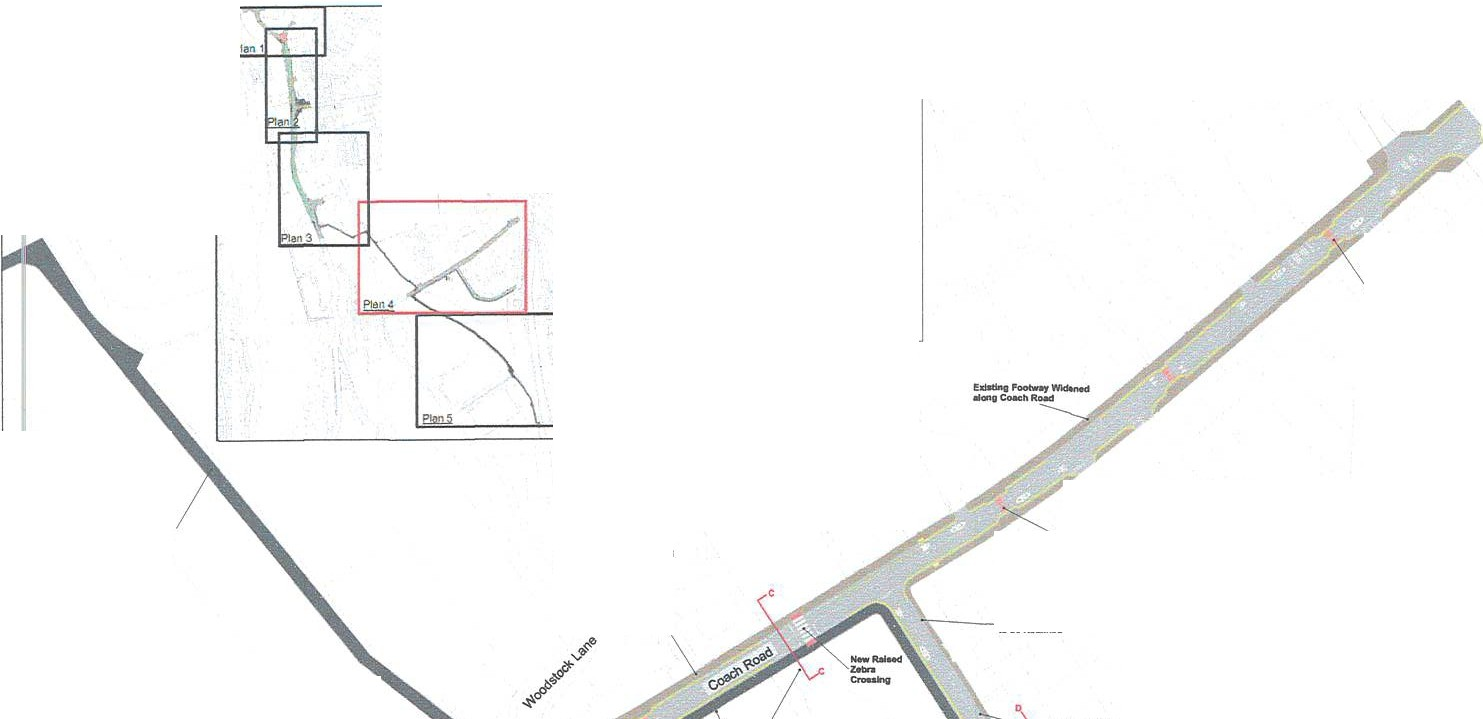 lan 1
Plan 2
Plan 3
Plan 4
Plan 5
Existing Footway Widened
along Coach Road
C
C
Woodstock Lane
Coach Road
New Raised
Zebra
Crossing
D